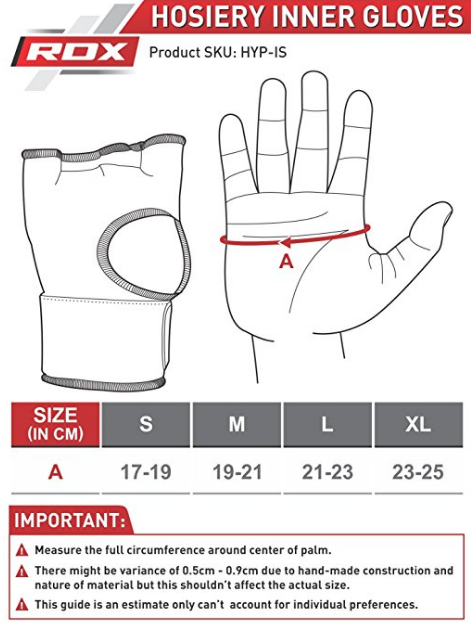 HOSIERY INNER GLOVES
RDX
Product SKU: HYP-IS
A
SIZE (IN CM) S M L XL
A 17-19 19-21 21-23 23-25
IMPORTANT:
Measure the full circumference around center of palm.
There might be variance of 0.5cm - 0.9cm due to hand-made construction and
nature of material but this shouldn't affect the actual size.
This guide is an estimate only can't account for individual preferences.